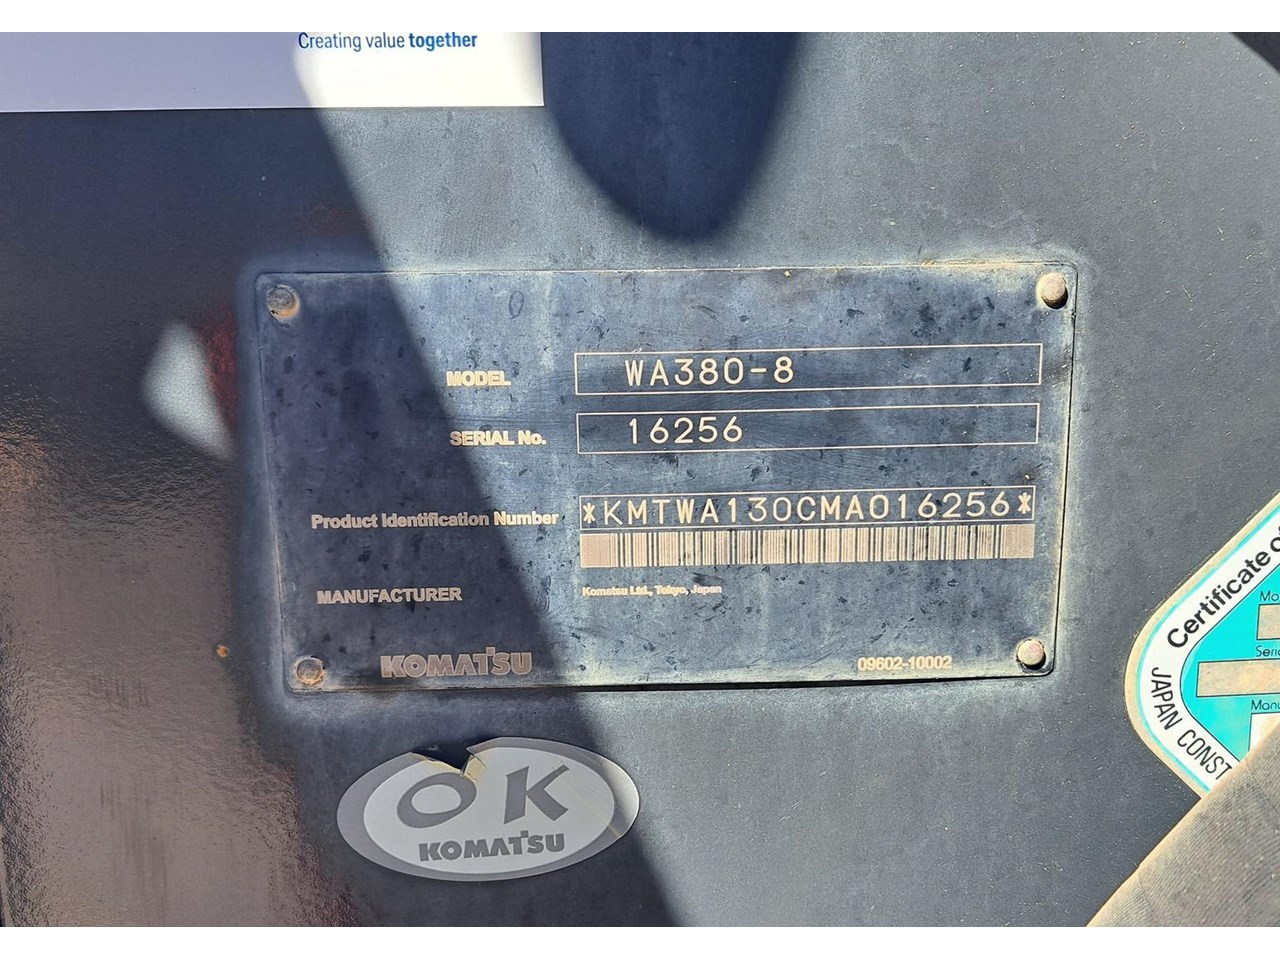 Creating value together
MODEL WA380-8
SERIAL No. 16256
Product Identification Number *KMTWA130CMA016256*
MANUFACTURER Komatsu Ltd., Tokyo, Japan
KOMATSU 09602-10002
OK
KOMATSU
Certificate
JAPAN CONST